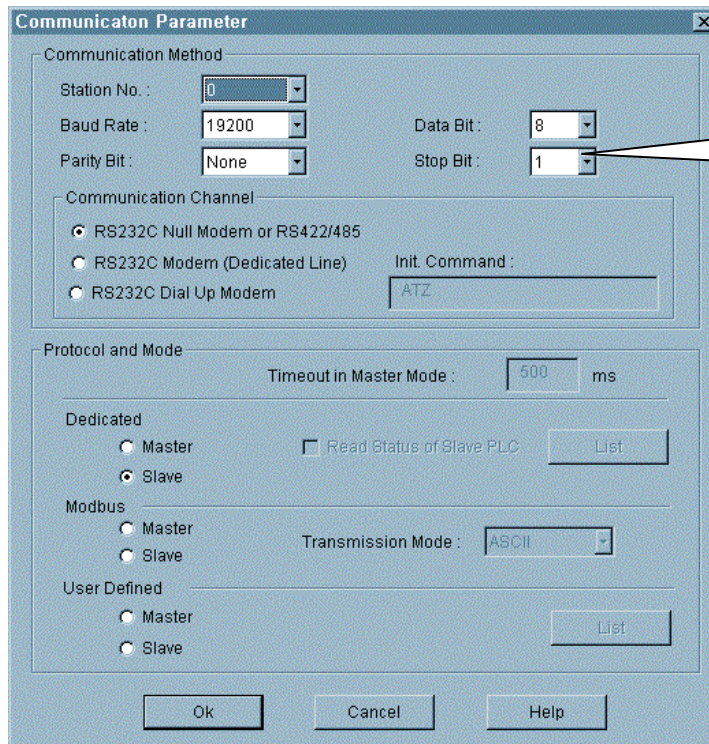 Communicaton Parameter
Communication Method
Station No. : 0
Baud Rate : 19200 Data Bit : 8
Parity Bit : None Stop Bit : 1
Communication Channel
RS232C Null Modem or RS422/485
RS232C Modem (Dedicated Line) Init. Command :
RS232C Dial Up Modem ATZ
Protocol and Mode
Timeout in Master Mode : 500 ms
Dedicated
Master Read Status of Slave PLC List
Slave
Modbus
Master
Slave Transmission Mode : ASCII
User Defined
Master
Slave List
Ok Cancel Help